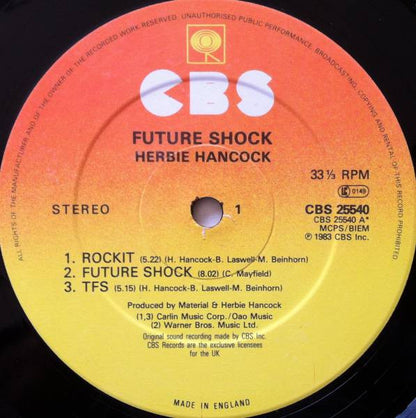 ALL RIGHTS OF THE MANUFACTURER AND OF THE OWNER OF THE RECORDED WORK RESERVED. UNAUTHORISED PUBLIC PERFORMANCE, BROADCASTING, COPYING AND RENTAL OF THIS RECORD PROHIBITED
CBS
FUTURE SHOCK
HERBIE HANCOCK
33⅓ RPM
0149
STEREO
1
CBS 25540
CBS 25540 A*
MCPS/BIEM
℗ 1983 CBS Inc.
1. ROCKIT (5.22) (H. Hancock-B. Laswell-M. Beinhorn)
2. FUTURE SHOCK (8.02) (C. Mayfield)
3. TFS (5.15) (H. Hancock-B. Laswell-M. Beinhorn)
Produced by Material & Herbie Hancock
(1,3) Carlin Music Corp./Oao Music
(2) Warner Bros. Music Ltd.
Original sound recording made by CBS Inc.
CBS Records are the exclusive licensees
for the UK
MADE IN ENGLAND